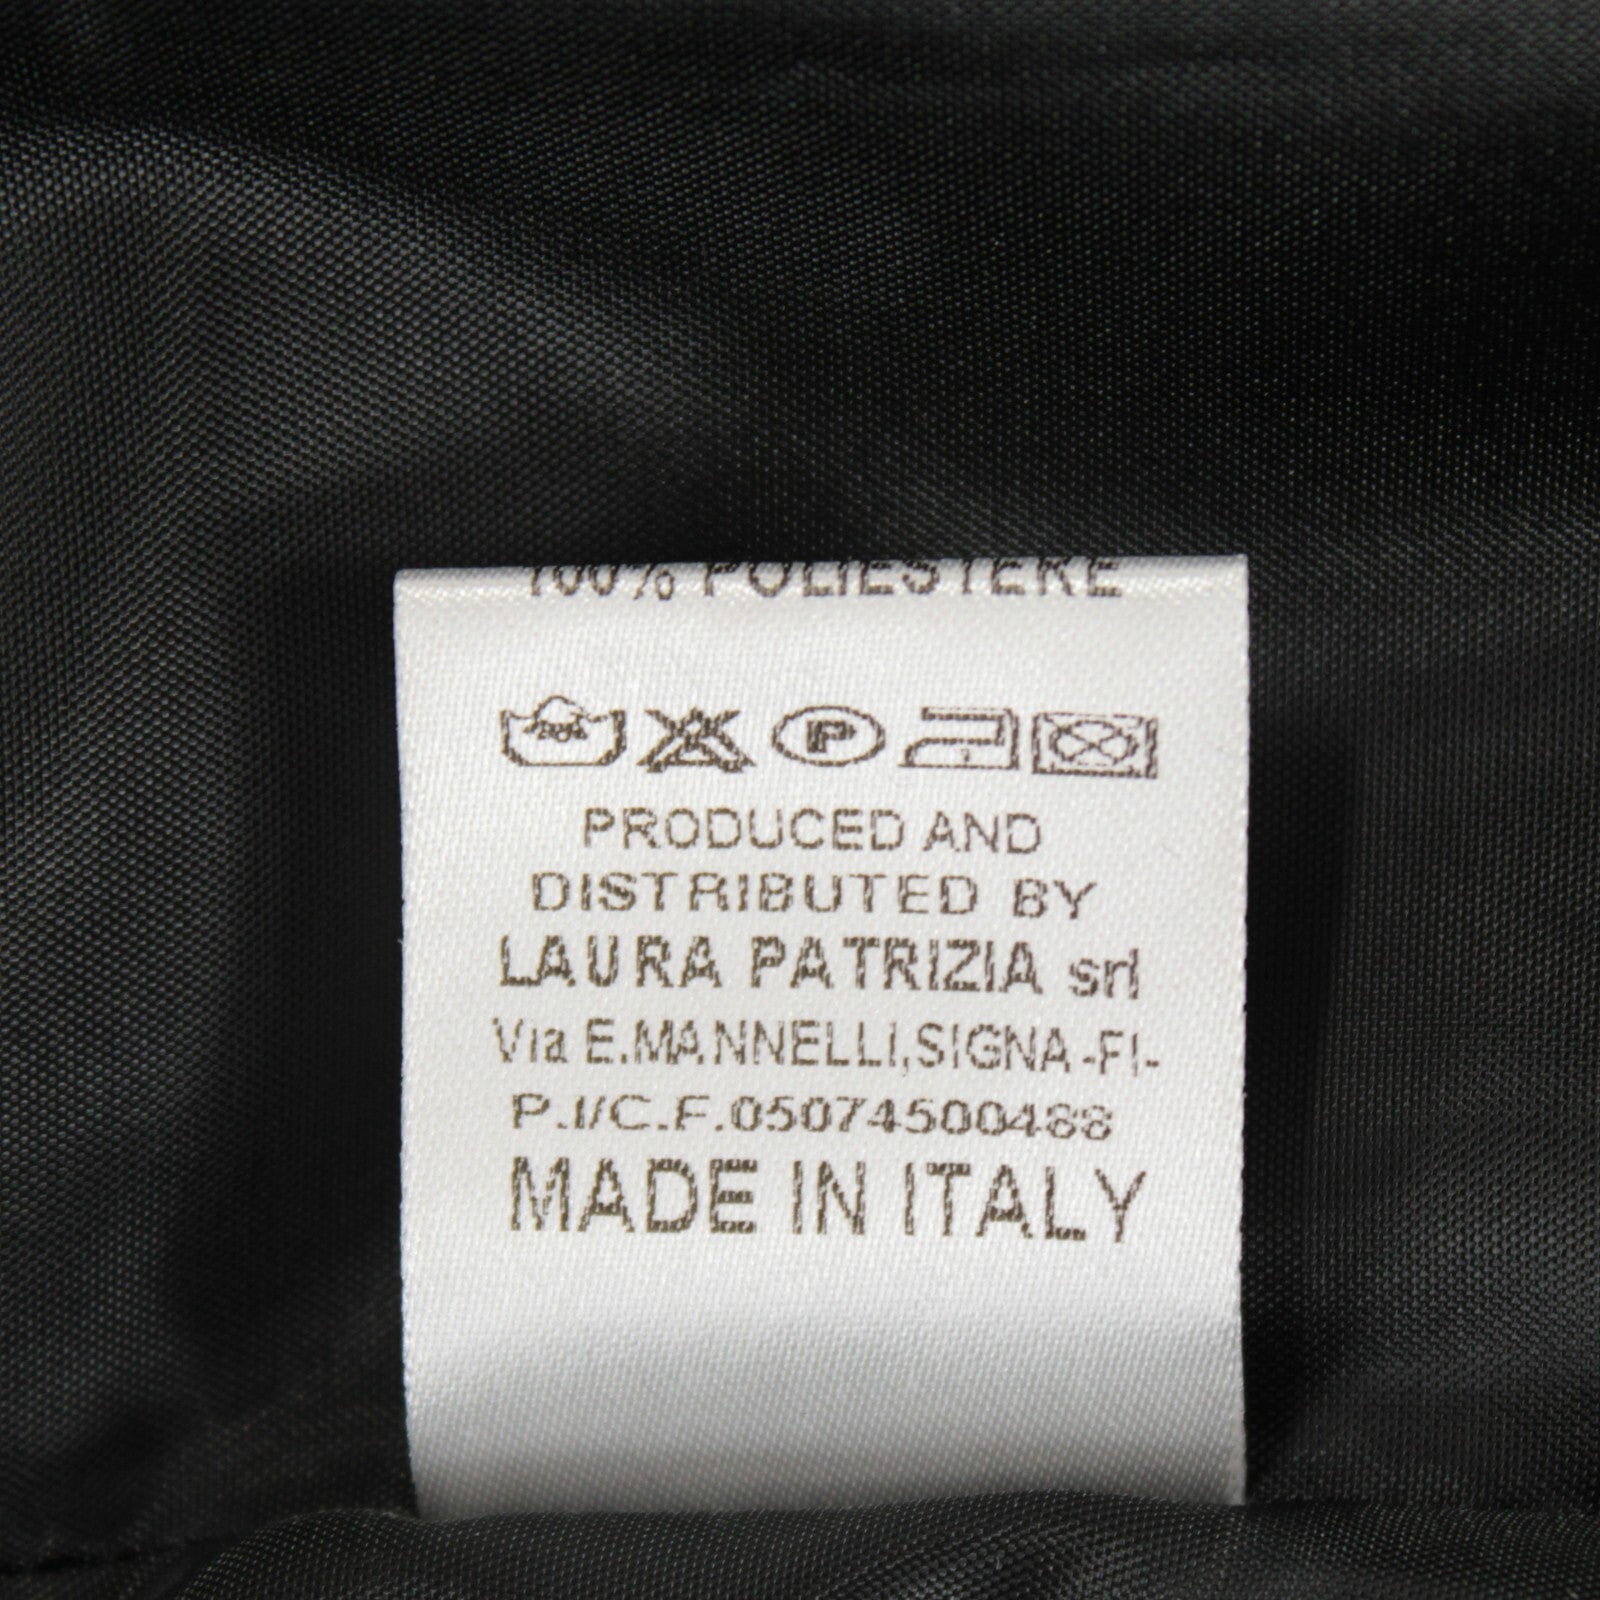 100% POLIESTERE
P
PRODUCED AND
DISTRIBUTED BY
LAURA PATRIZIA srl
Via E.MANNELLI,SIGNA-FI-
P.I/C.F.05074500488
MADE IN ITALY